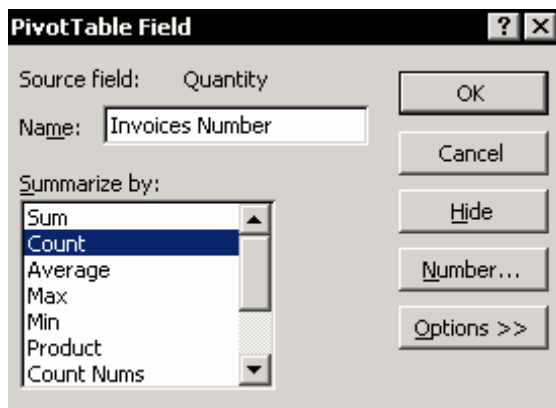 PivotTable Field
Source field: Quantity
Name: Invoices Number
Summarize by:
Sum
Count
Average
Max
Min
Product
Count Nums
OK
Cancel
Hide
Number...
Options >>